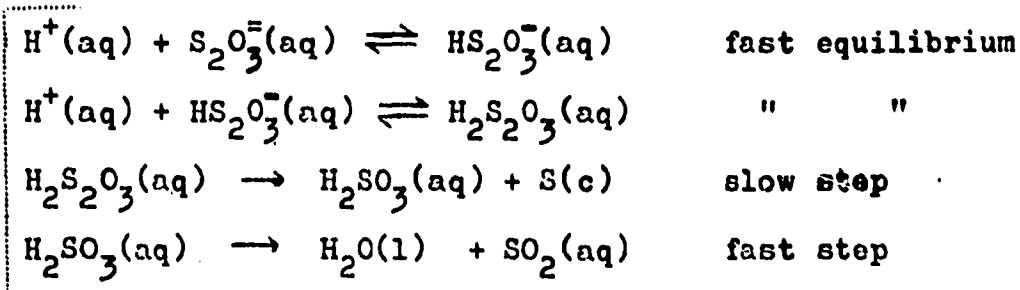 H⁺(aq) + S₂O₃⁼(aq) ⇌ HS₂O₃⁻(aq) fast equilibrium
H⁺(aq) + HS₂O₃⁻(aq) ⇌ H₂S₂O₃(aq) " "
H₂S₂O₃(aq) → H₂SO₃(aq) + S(c) slow step
H₂SO₃(aq) → H₂O(l) + SO₂(aq) fast step